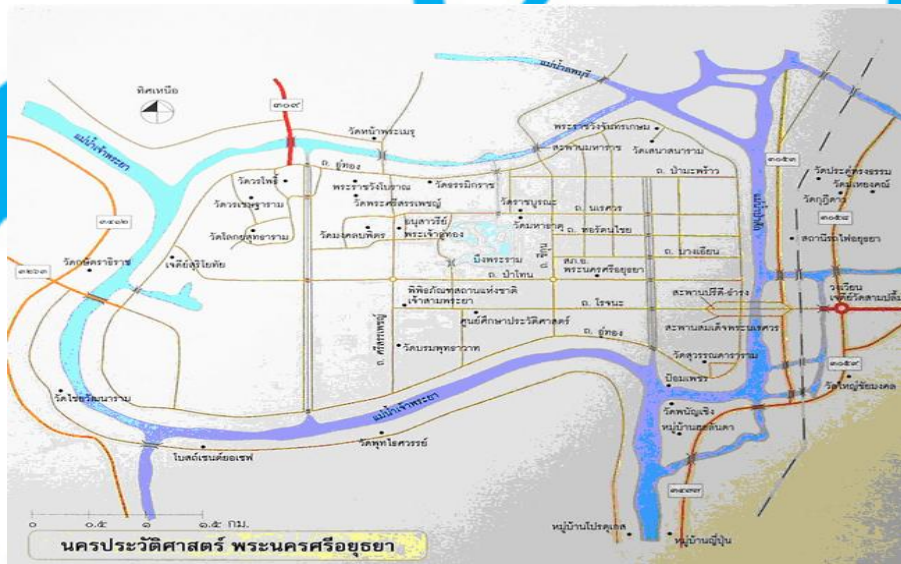 แม่น้ำลพบุรี
ทิศเหนือ
๓๐๙
แม่น้ำเจ้าพระยา
วัดหน้าพระเมรุ
พระราชวังจันทรเกษม
สะพานมหาราช
วัดเสนาสนาราม
๓๐๕๓
ถ. อู่ทอง
ถ. ป่ามะพร้าว
วัดประดู่ทรงธรรม
วัดมเหยงคณ์
วัดกุฎีดาว
วัดวรโพธิ์
พระราชวังโบราณ
วัดธรรมิกราช
วัดวรเชษฐาราม
วัดพระศรีสรรเพชญ์
วัดราชบูรณะ
ถ. นเรศวร
แม่น้ำป่าสัก
๓๐๕๘
วัดโลกยสุทธาราม
วัดมงคลบพิตร
อนุสาวรีย์
พระเจ้าอู่ทอง
วัดมหาธาตุ
ถ. หอรัตนไชย
สถานีรถไฟอยุธยา
๓๔๑๒
๓๒๖๓
วัดกษัตราธิราช
เจดีย์สุริโยทัย
บึงพระราม
ถ. ชีกุน
ถ. บางเอียน
สภ.อ.
พระนครศรีอยุธยา
ถ. ป่าโทน
วงเวียน
เจดีย์วัดสามปลื้ม
พิพิธภัณฑสถานแห่งชาติ
เจ้าสามพระยา
ถ. โรจนะ
สะพานปรีดี-ธำรง
ศูนย์ศึกษาประวัติศาสตร์
สะพานสมเด็จพระนเรศวร
ถ. ศรีสรรเพชญ์
ถ. อู่ทอง
วัดบรมพุทธาวาท
วัดสุวรรณดาราราม
๓๐๕๙
ป้อมเพชร
วัดใหญ่ชัยมงคล
วัดไชยวัฒนาราม
แม่น้ำเจ้าพระยา
วัดพนัญเชิง
หมู่บ้านฮอลันดา
วัดพุทไธศวรรย์
โบสถ์เซนต์ยอเซฟ
๓๔๗๗
๐ ๐.๕ ๑ ๑.๕ กม.
หมู่บ้านโปรตุเกส
หมู่บ้านญี่ปุ่น
นครประวัติศาสตร์ พระนครศรีอยุธยา